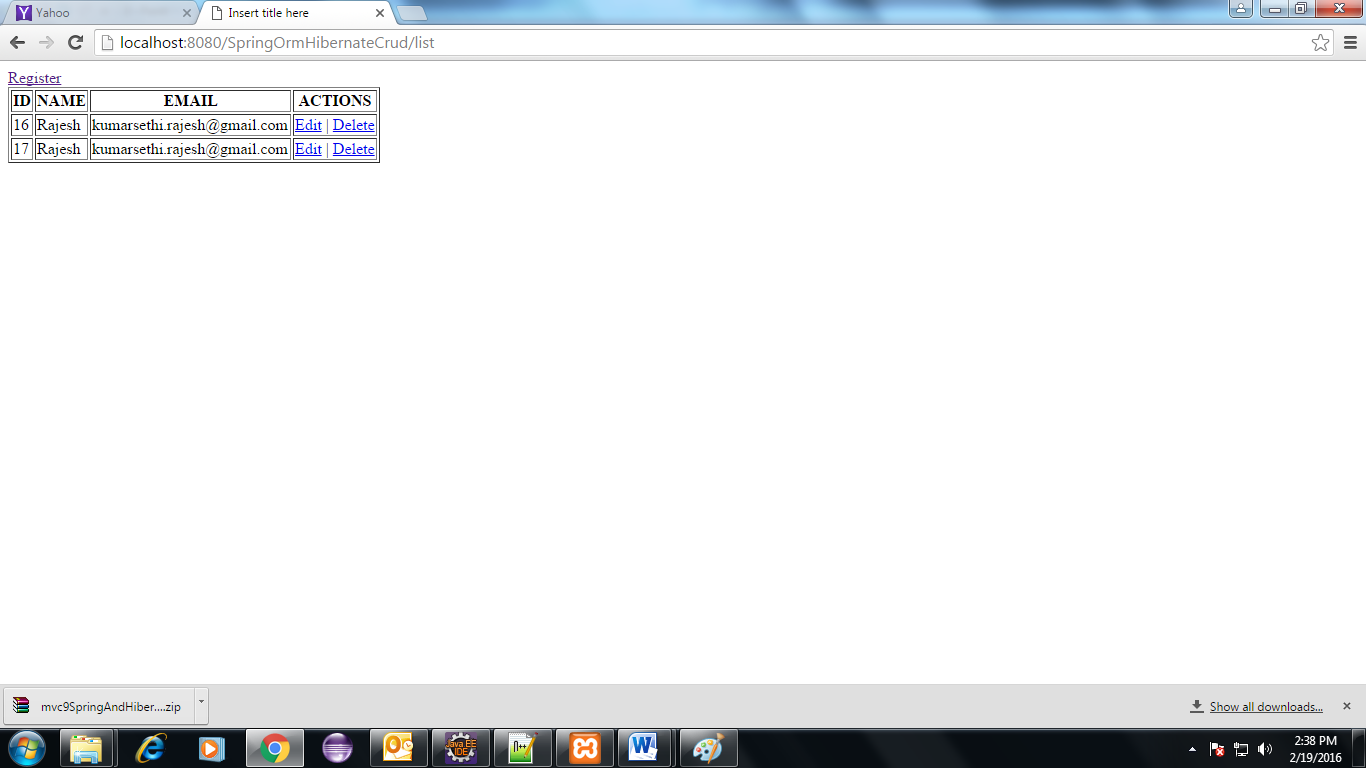 Yahoo
Insert title here
localhost:8080/SpringOrmHibernateCrud/list
Register
ID NAME EMAIL ACTIONS
16 Rajesh kumarsethi.rajesh@gmail.com Edit | Delete
17 Rajesh kumarsethi.rajesh@gmail.com Edit | Delete
mvc9SpringAndHiber....zip
Show all downloads...
Java EE
IDE
2:38 PM
2/19/2016